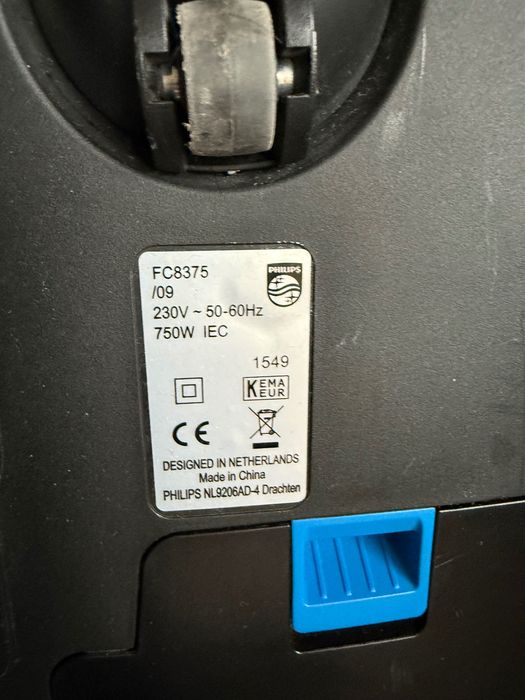 FC8375
PHILIPS
/09
230V ~ 50-60Hz
750W IEC
1549
KEMA
EUR
CE
DESIGNED IN NETHERLANDS
Made in China
PHILIPS NL9206AD-4 Drachten